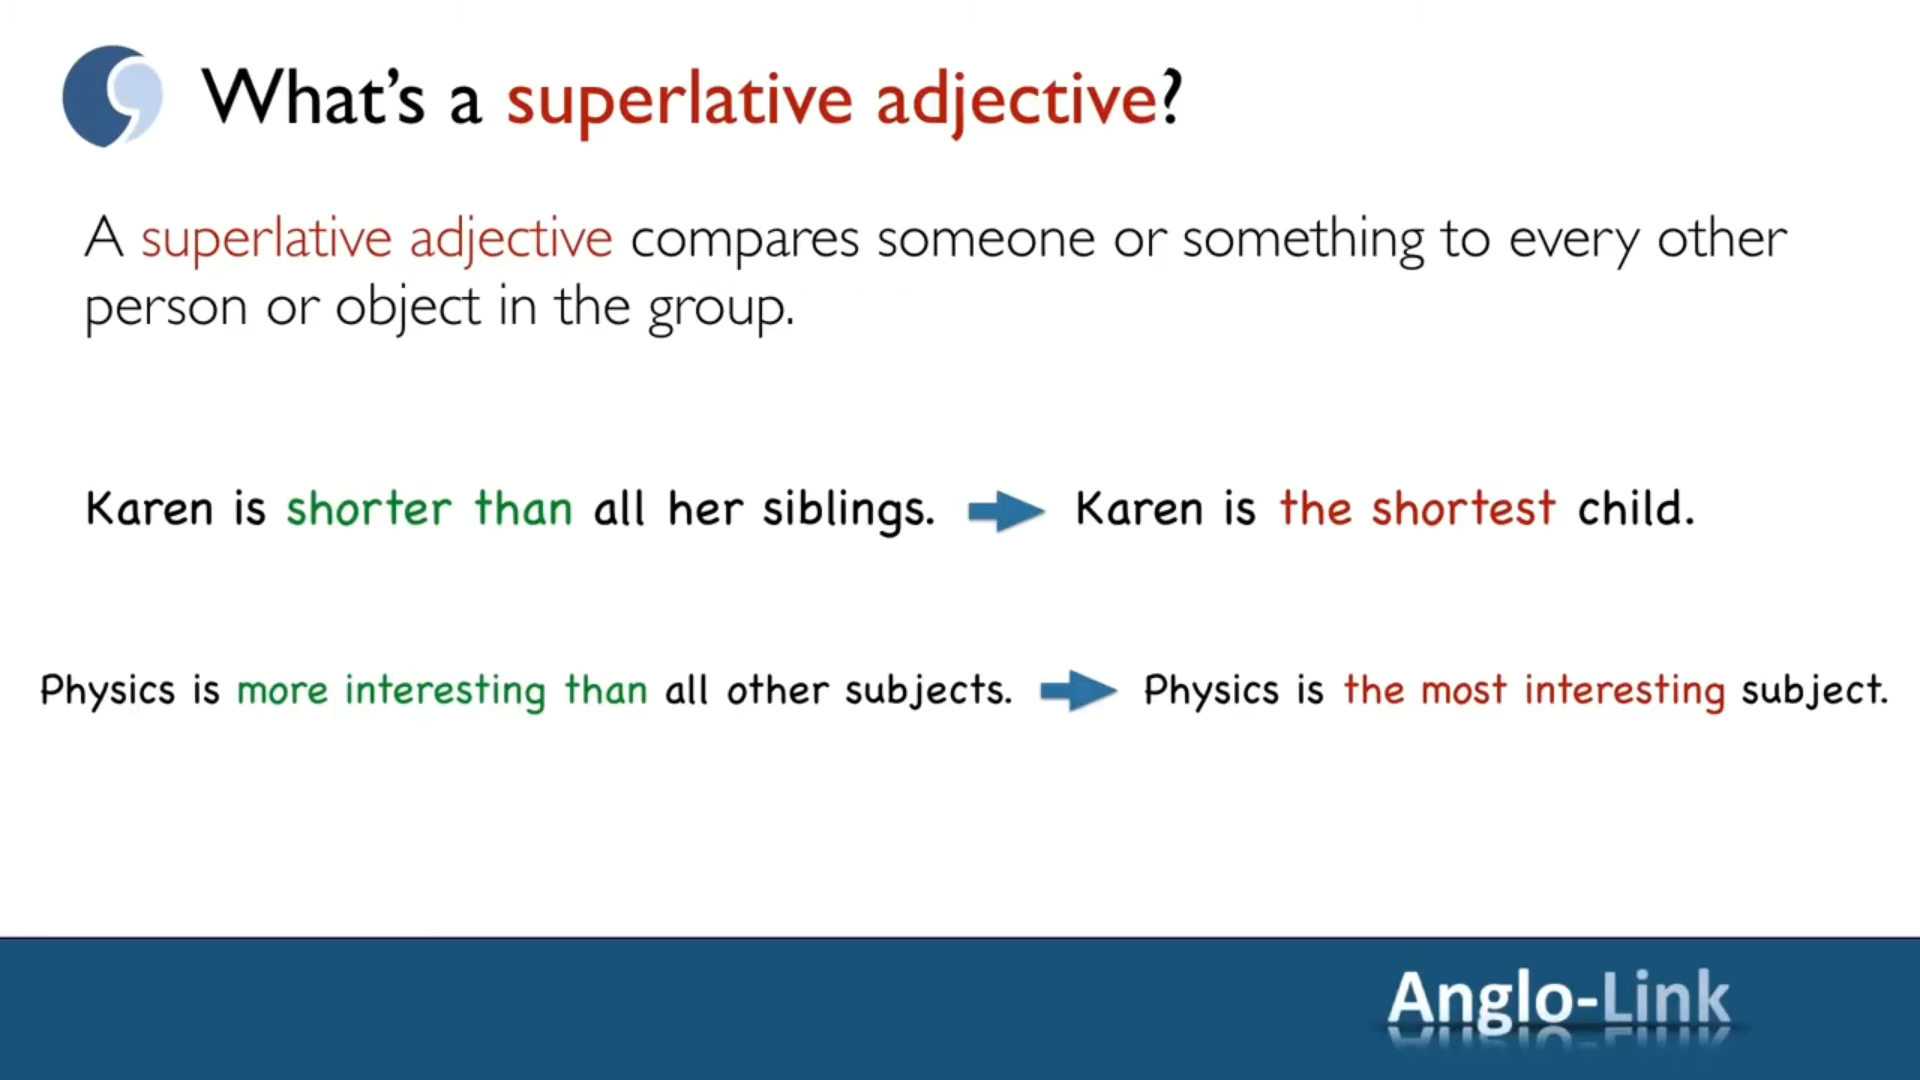 What's a superlative adjective?
A superlative adjective compares someone or something to every other
person or object in the group.
Karen is shorter than all her siblings. Karen is the shortest child.
Physics is more interesting than all other subjects. Physics is the most interesting subject.
Anglo-Link